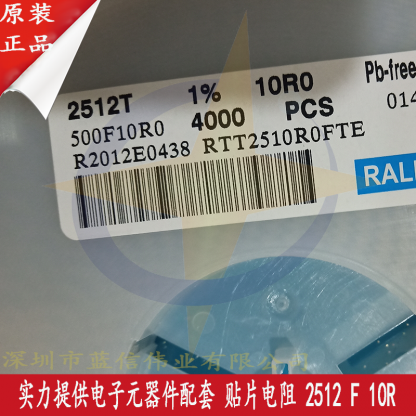 原装
正品
2512T 1% 10R0 Pb-free
500F10R0 4000 PCS 014
R2012E0438 RTT2510R0FTE
RAL
深圳市蓝信伟业有限公司
实力提供电子元器件配套 贴片电阻 2512 F 10R